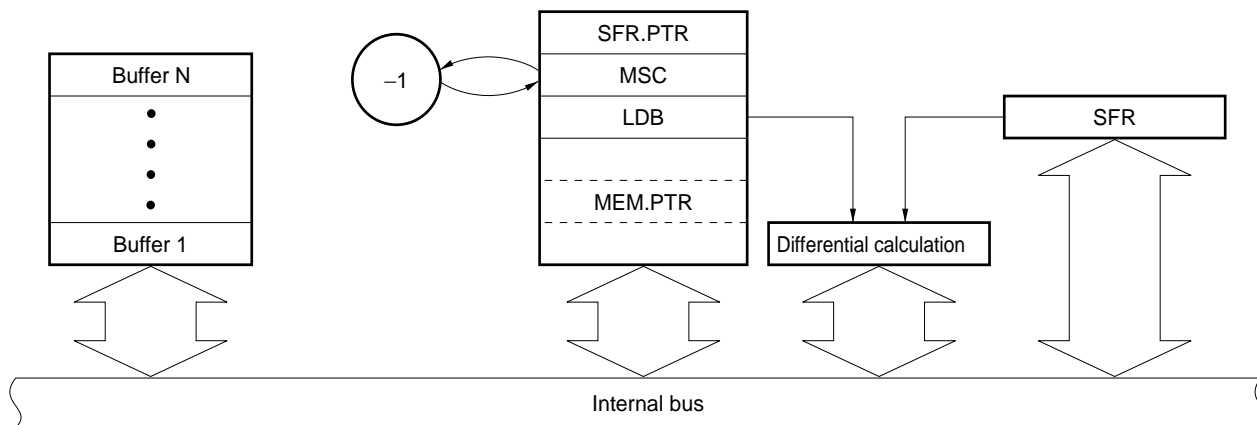 Buffer N
Buffer 1
–1
SFR.PTR
MSC
LDB
MEM.PTR
Differential calculation
SFR
Internal bus